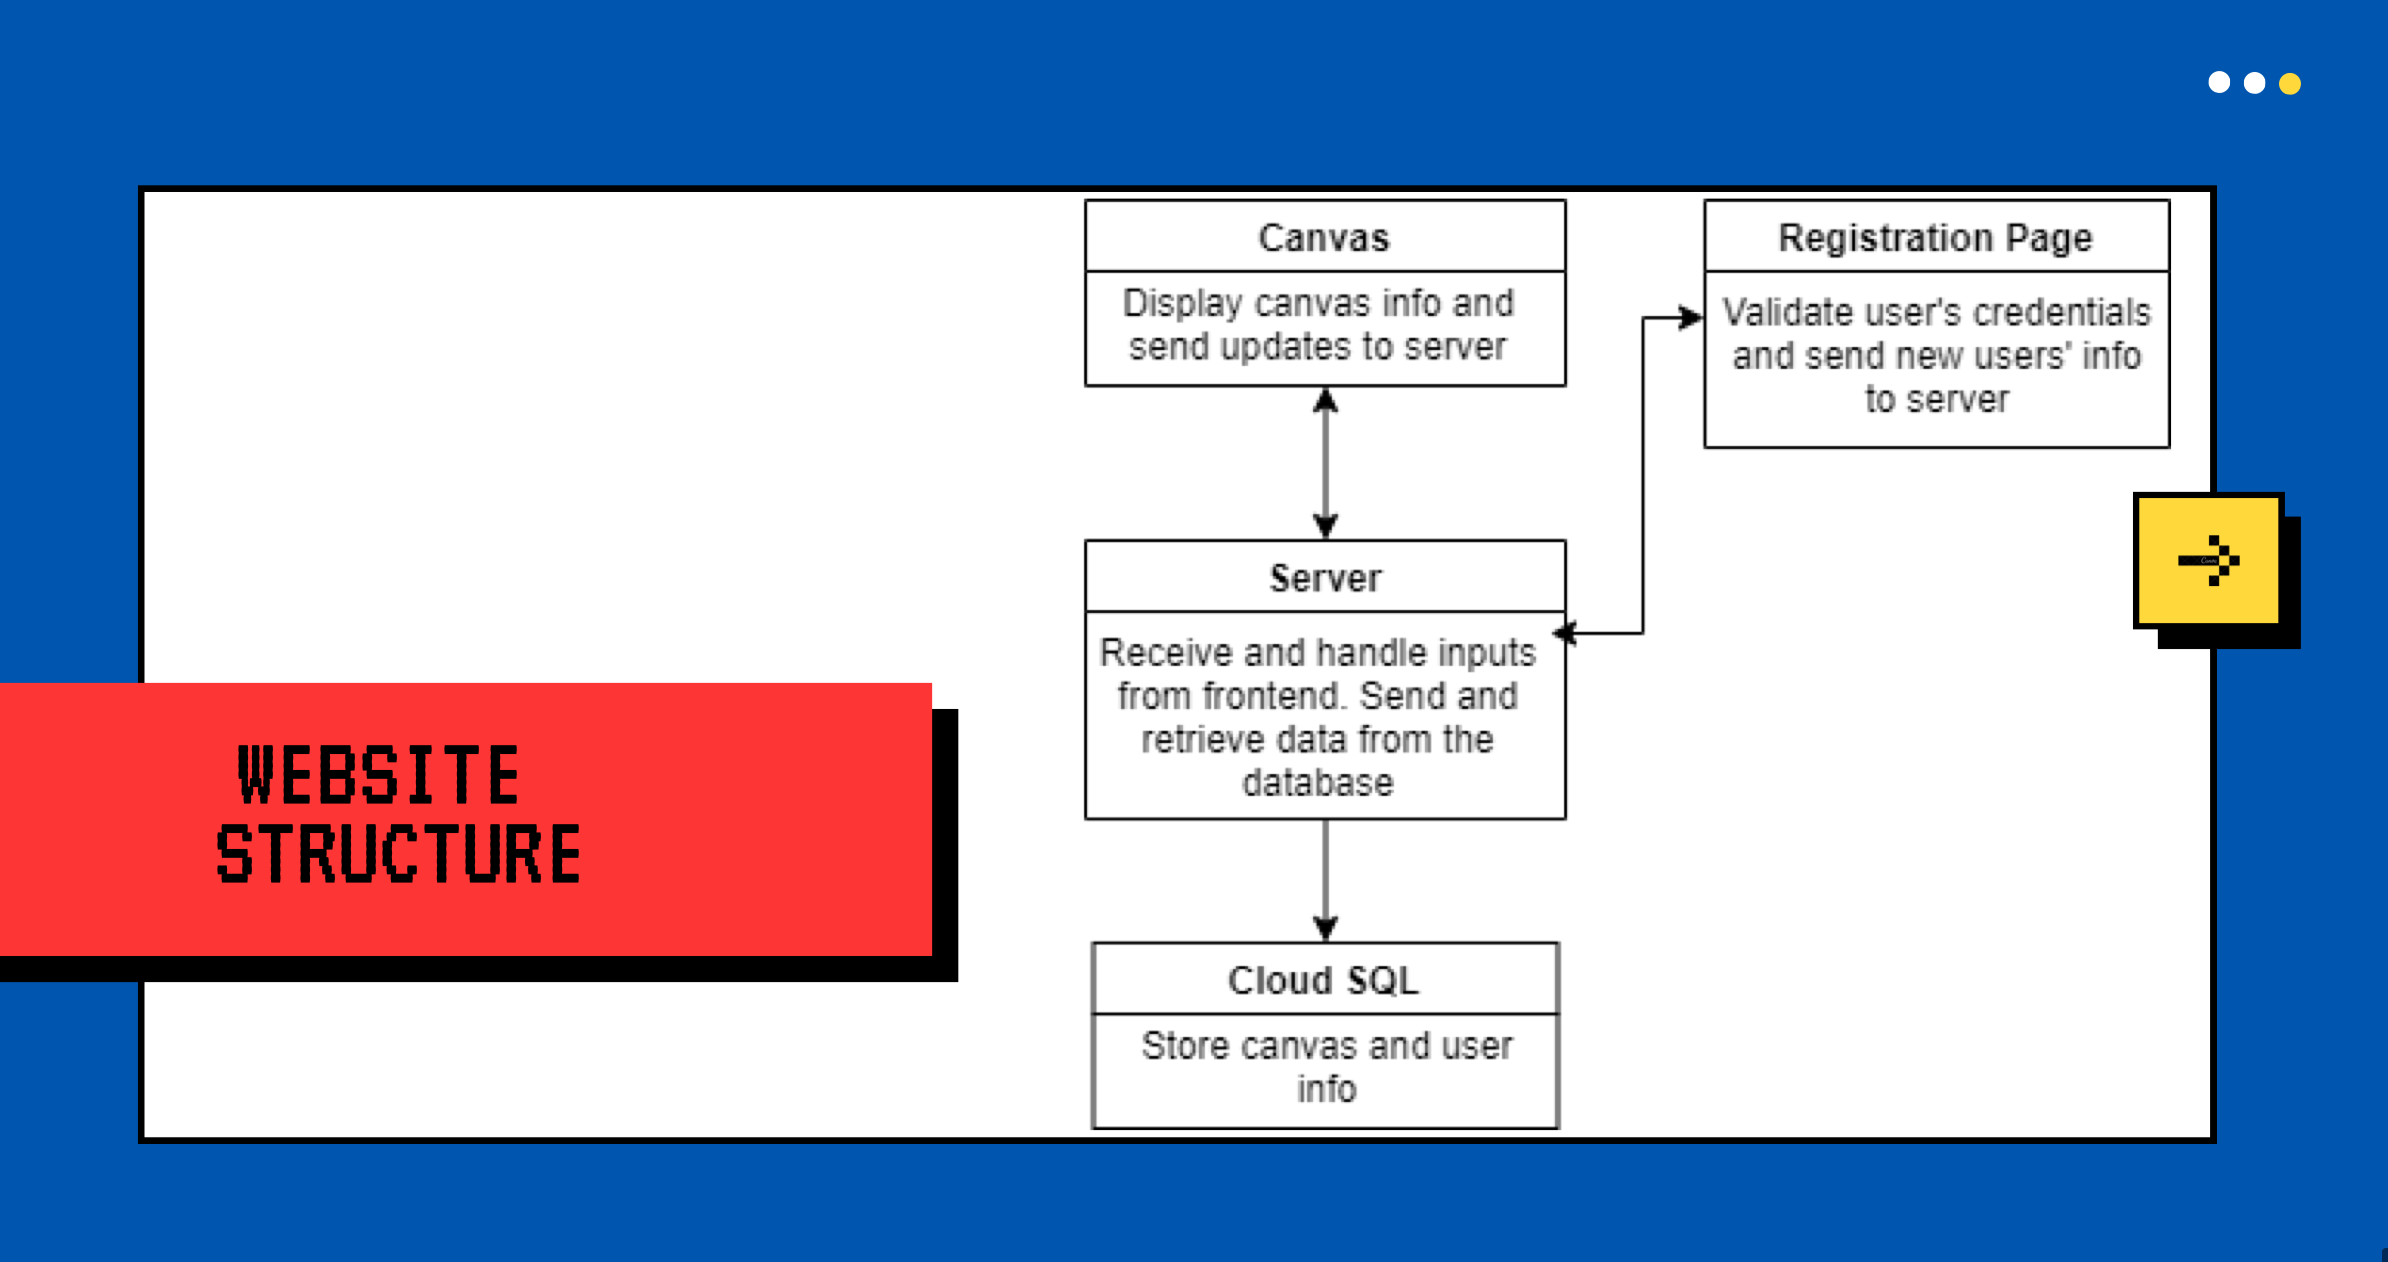 Canvas
Display canvas info and
send updates to server
Registration Page
Validate user's credentials
and send new users' info
to server
Server
Receive and handle inputs
from frontend. Send and
retrieve data from the
database
WEBSITE
STRUCTURE
Cloud SQL
Store canvas and user
info